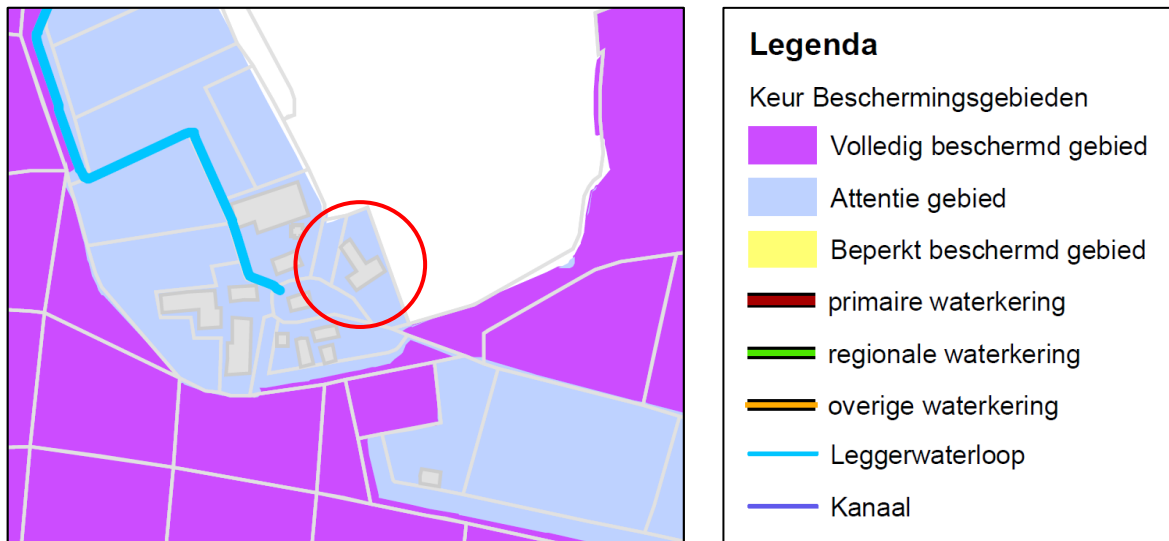 Legenda
Keur Beschermingsgebieden
Volledig beschermd gebied
Attentie gebied
Beperkt beschermd gebied
primaire waterkering
regionale waterkering
overige waterkering
Leggerwaterloop
Kanaal